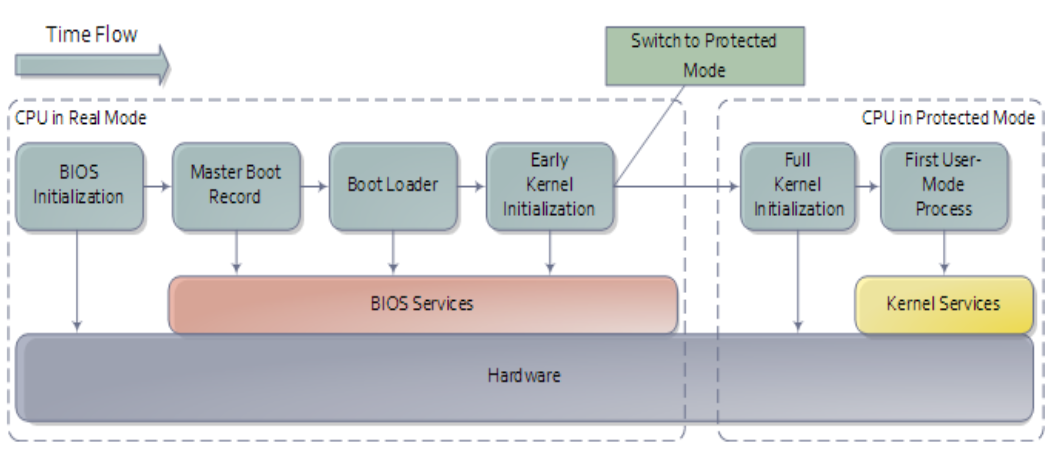 Time Flow
Switch to Protected
Mode
CPU in Real Mode
CPU in Protected Mode
BIOS
Initialization
Master Boot
Record
Boot Loader
Early
Kernel
Initialization
Full
Kernel
Initialization
First User-
Mode
Process
BIOS Services
Kernel Services
Hardware